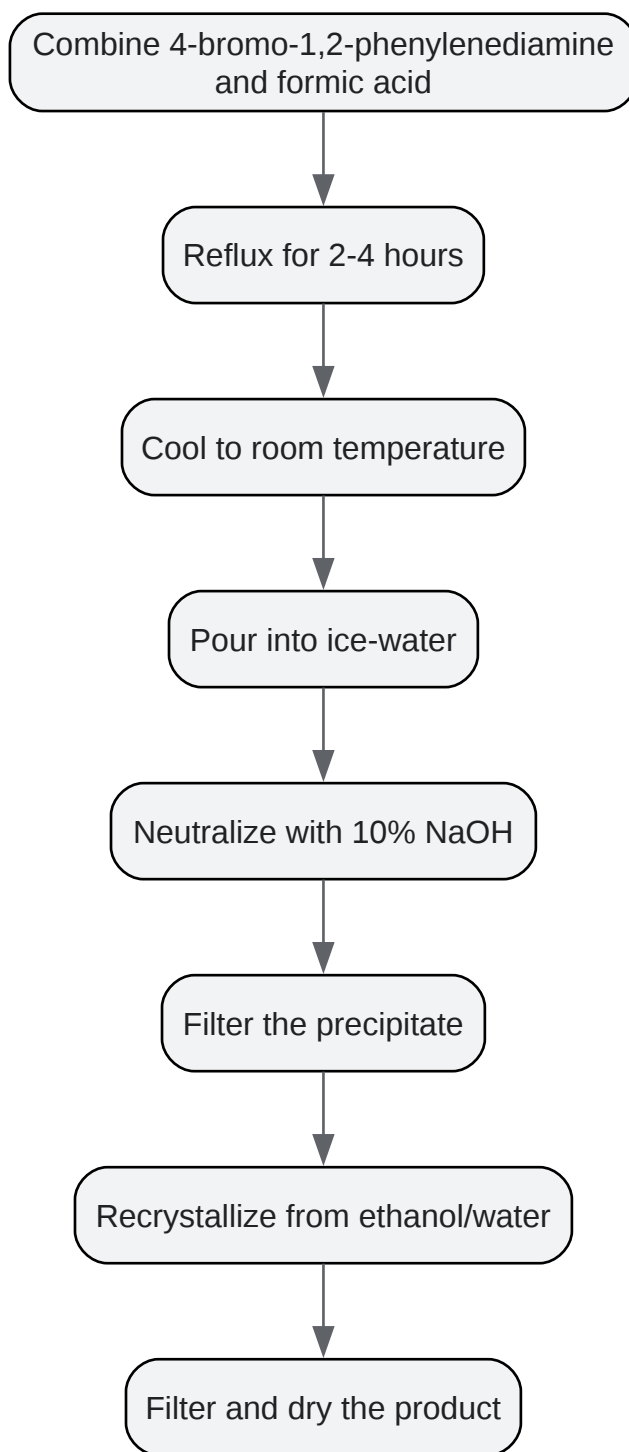 Combine 4-bromo-1,2-phenylenediamine
and formic acid
Reflux for 2-4 hours
Cool to room temperature
Pour into ice-water
Neutralize with 10% NaOH
Filter the precipitate
Recrystallize from ethanol/water
Filter and dry the product